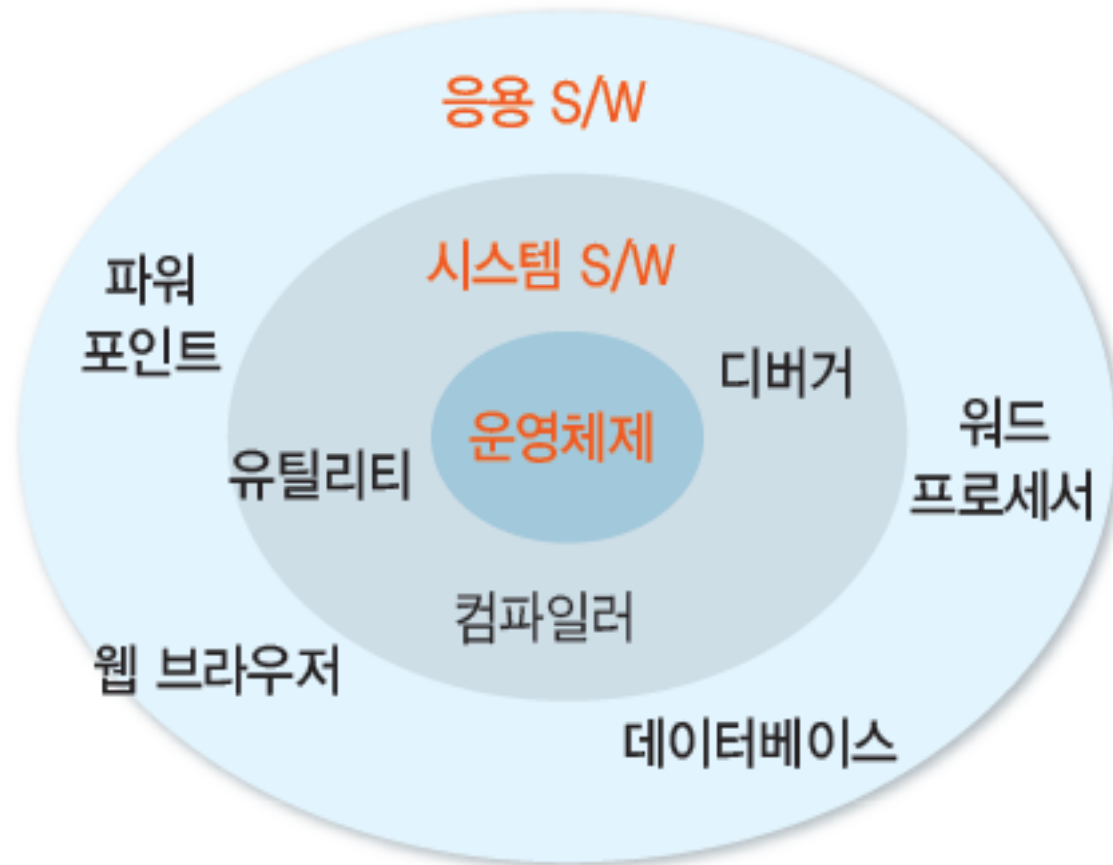 응용 S/W
시스템 S/W
파워
포인트
디버거
운영체제
유틸리티
워드
프로세서
컴파일러
웹 브라우저
데이터베이스